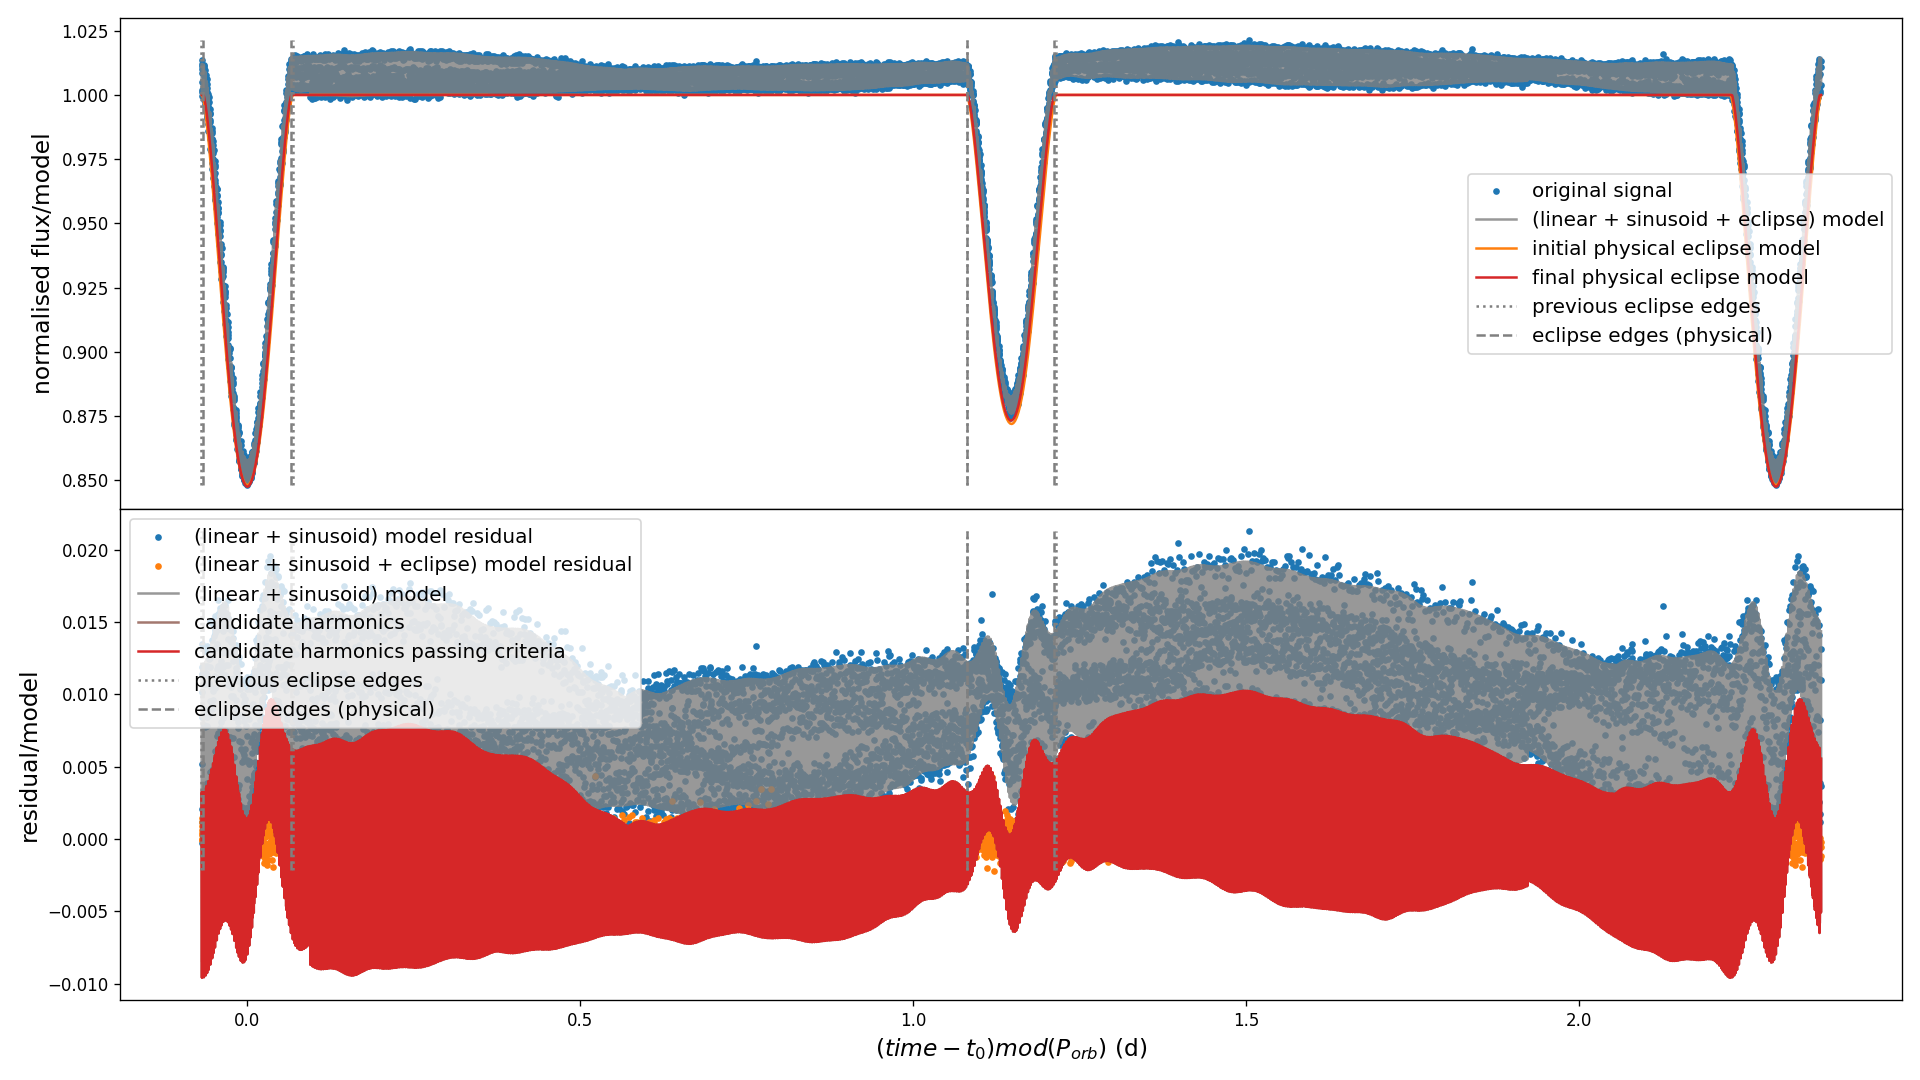 1.025
1.000
0.975
0.950
0.925
0.900
0.875
0.850
normalised flux/model
original signal
(linear + sinusoid + eclipse) model
initial physical eclipse model
final physical eclipse model
previous eclipse edges
eclipse edges (physical)
(linear + sinusoid) model residual
(linear + sinusoid + eclipse) model residual
(linear + sinusoid) model
candidate harmonics
candidate harmonics passing criteria
previous eclipse edges
eclipse edges (physical)
0.020
0.015
0.010
0.005
0.000
−0.005
−0.010
residual/model
0.0 0.5 1.0 1.5 2.0
(time − t₀)mod(Pₒᵣb) (d)